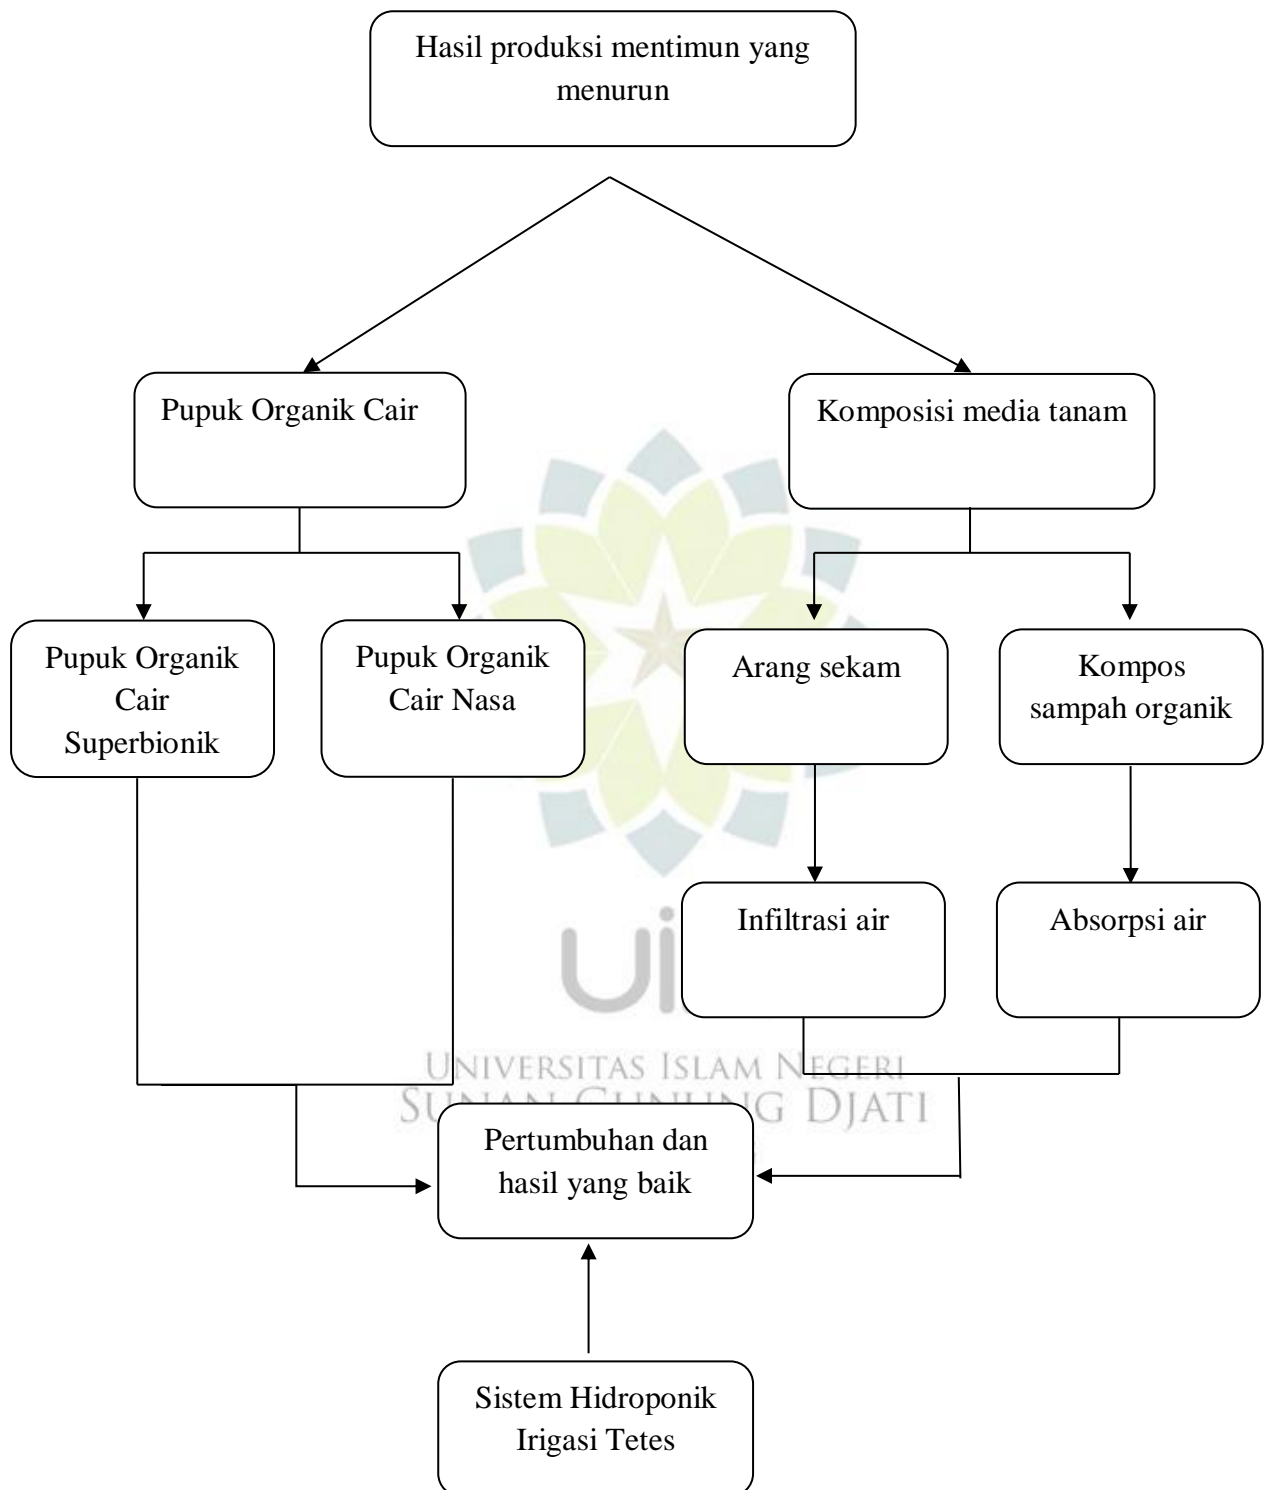 Hasil produksi mentimun yang
menurun
Pupuk Organik Cair
Komposisi media tanam
Pupuk Organik
Cair
Superbionik
Pupuk Organik
Cair Nasa
Arang sekam
Kompos
sampah organik
Infiltrasi air
Absorpsi air
UNIVERSITAS ISLAM NEGERI
SUNAN GUNUNG DJATI
Pertumbuhan dan
hasil yang baik
Sistem Hidroponik
Irigasi Tetes